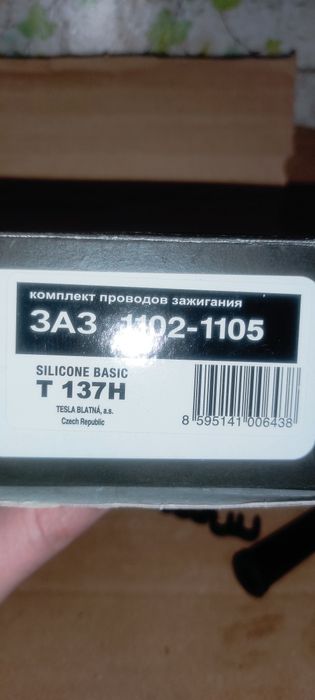 комплект проводов зажигания
ЗАЗ 1102-1105
SILICONE BASIC
T 137H
TESLA BLATNÁ, a.s.
Czech Republic
8 595141 006438